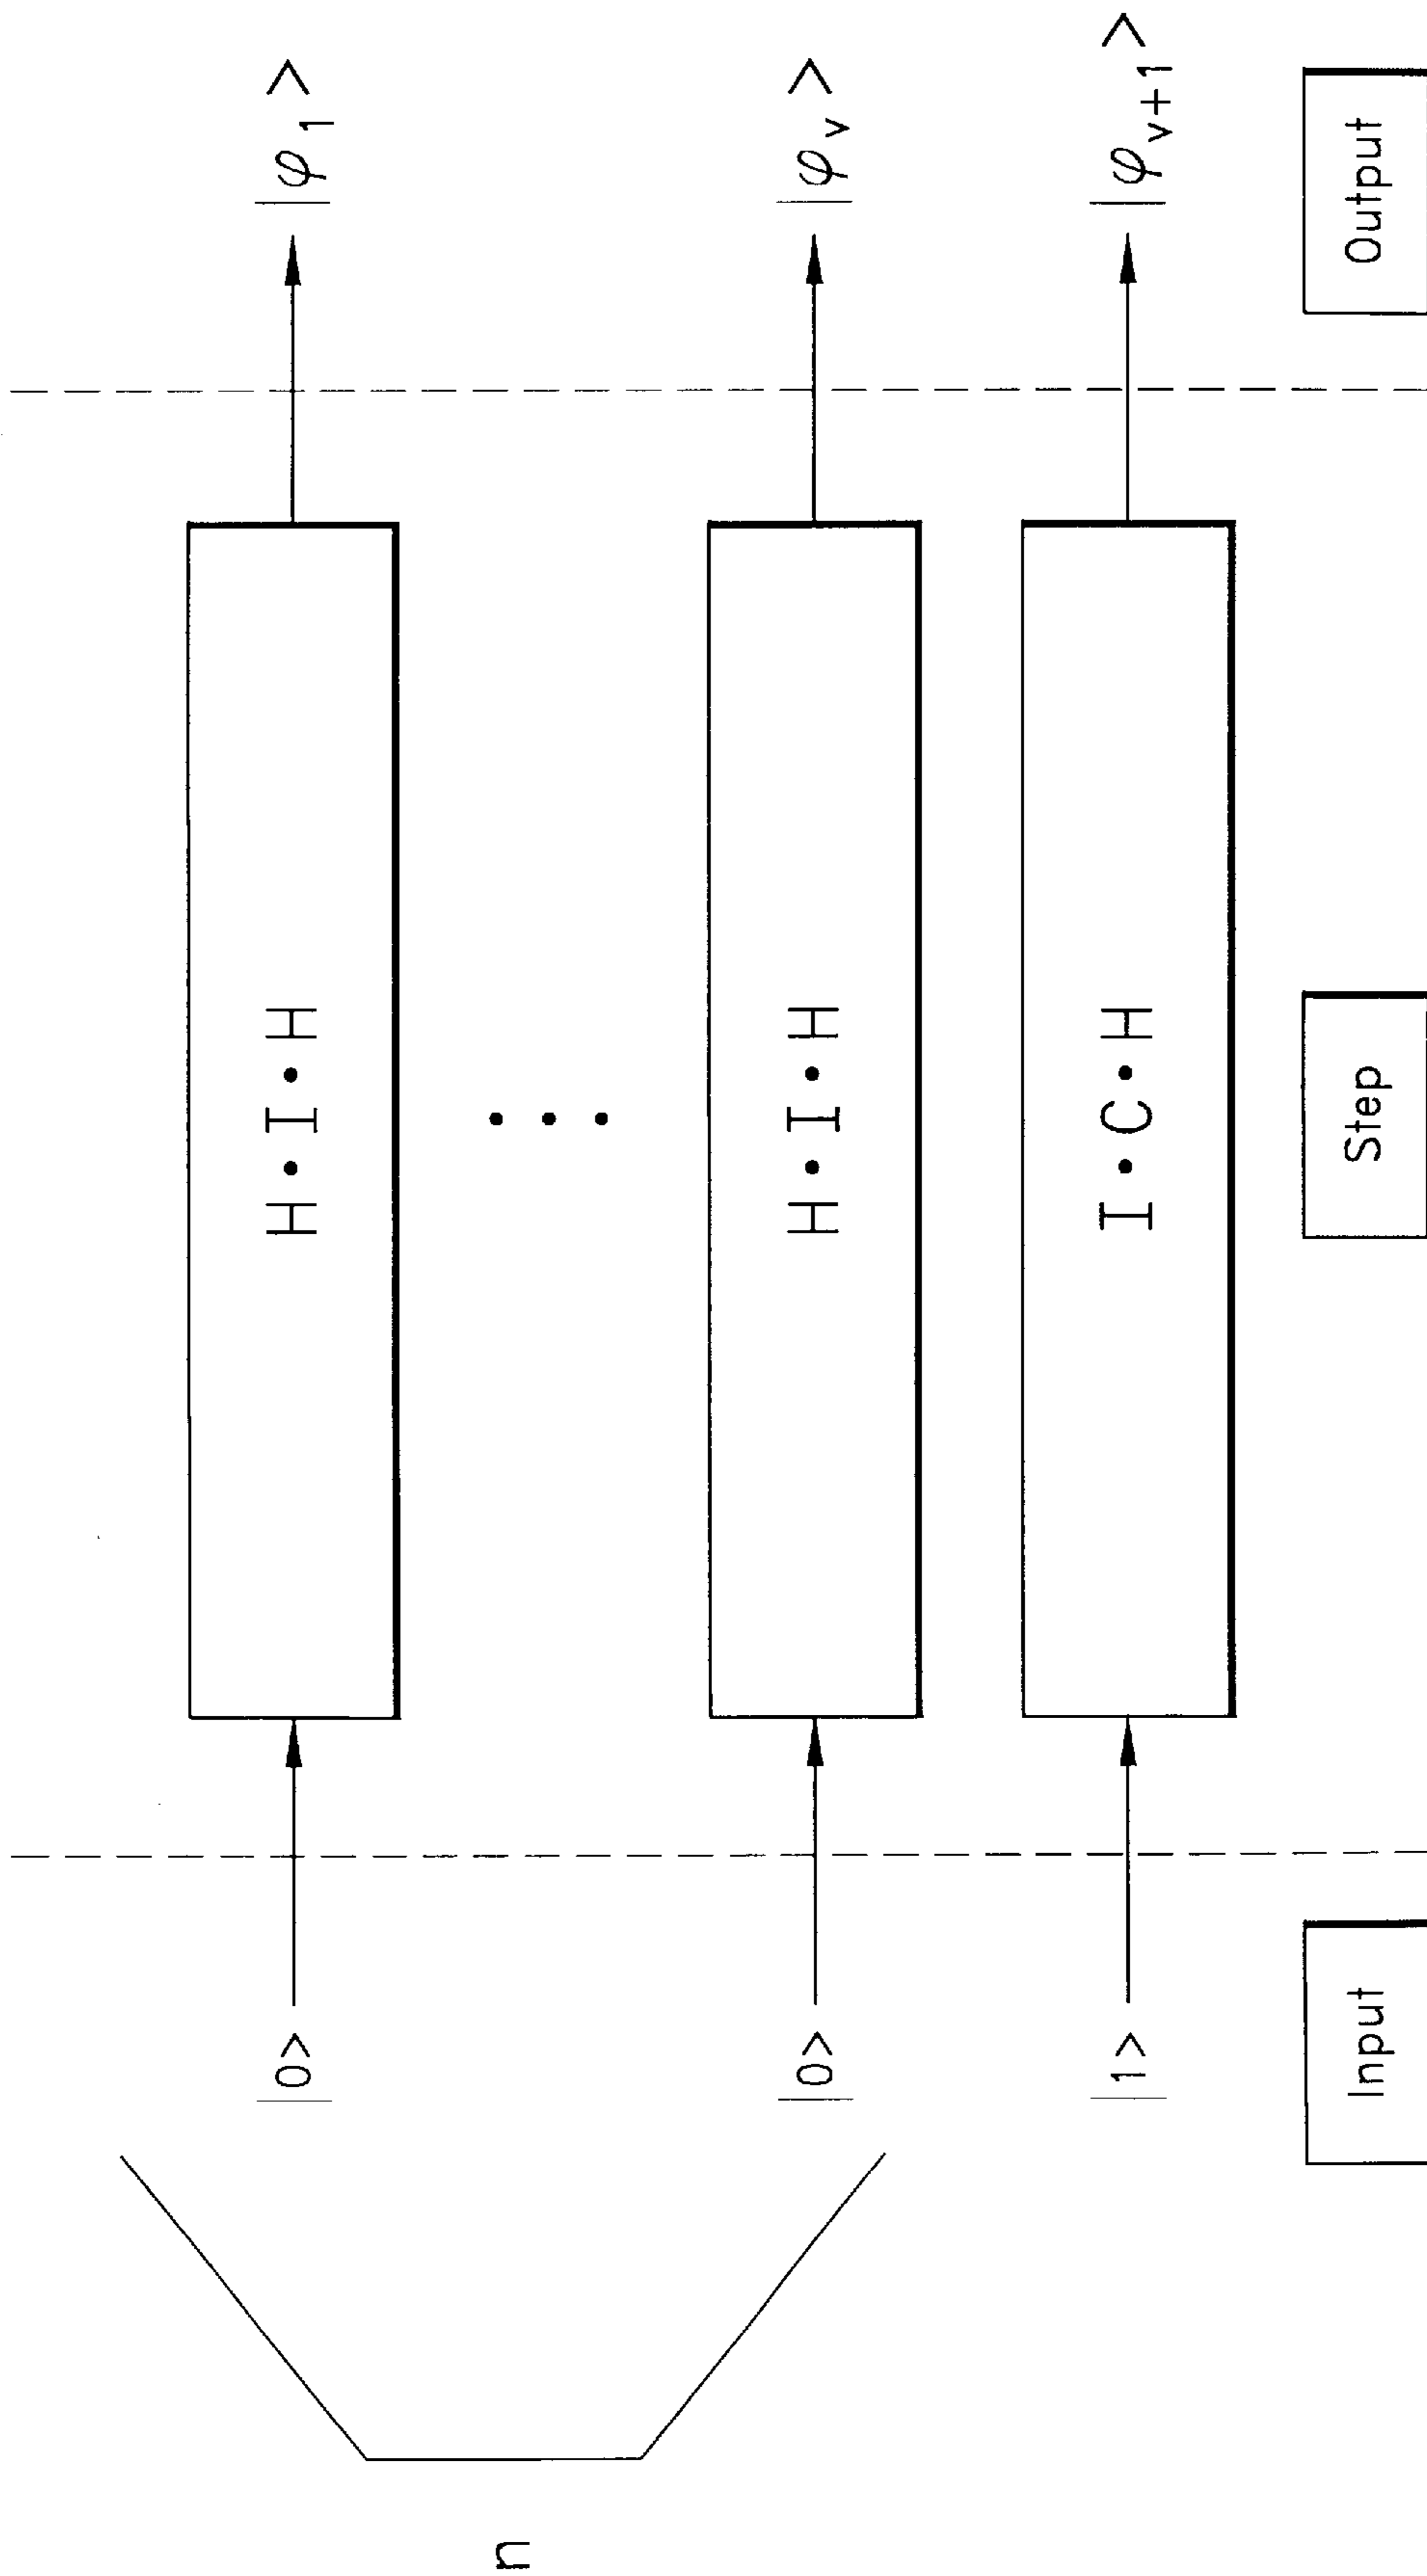 n
|0>
H•I•H
|φ₁>
• • •
|0>
H•I•H
|φᵥ>
|1>
I•C•H
|φᵥ₊₁>
Input
Step
Output